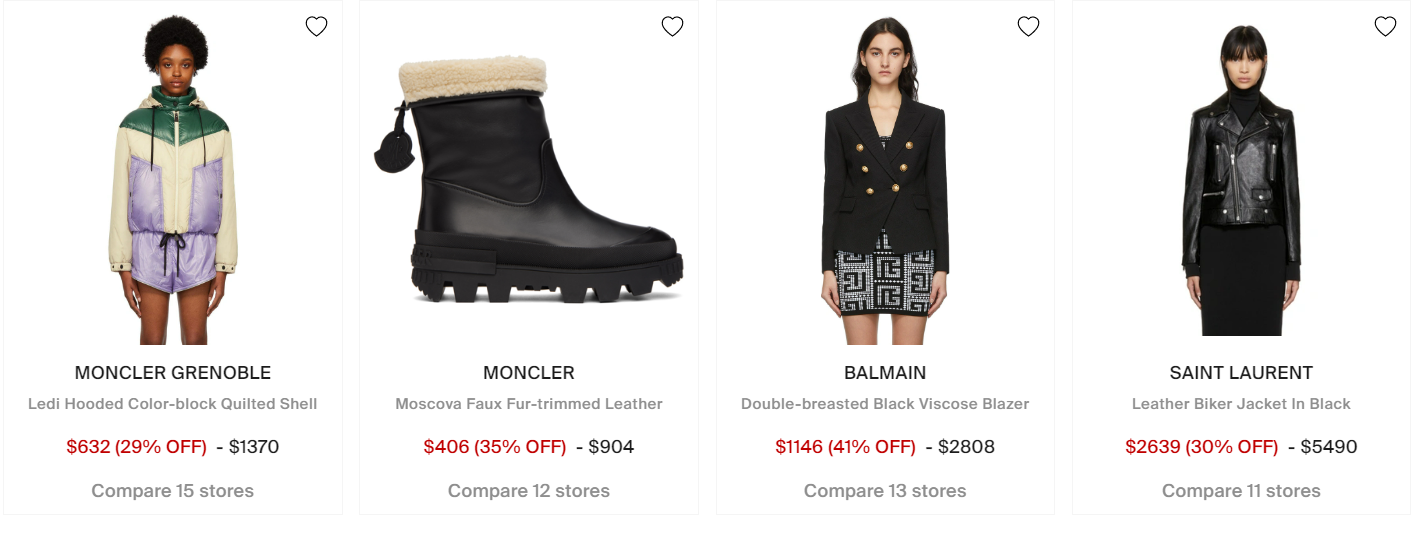 MONCLER GRENOBLE
Ledi Hooded Color-block Quilted Shell
$632 (29% OFF) - $1370
Compare 15 stores
MONCLER
Moscova Faux Fur-trimmed Leather
$406 (35% OFF) - $904
Compare 12 stores
BALMAIN
Double-breasted Black Viscose Blazer
$1146 (41% OFF) - $2808
Compare 13 stores
SAINT LAURENT
Leather Biker Jacket In Black
$2639 (30% OFF) - $5490
Compare 11 stores